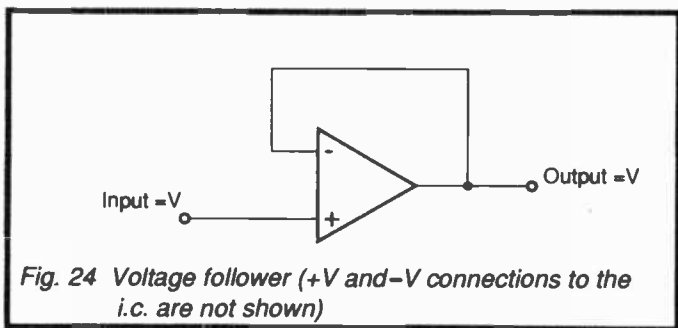 -
Output =V
Input =V
+
Fig. 24 Voltage follower (+V and–V connections to the
i.c. are not shown)